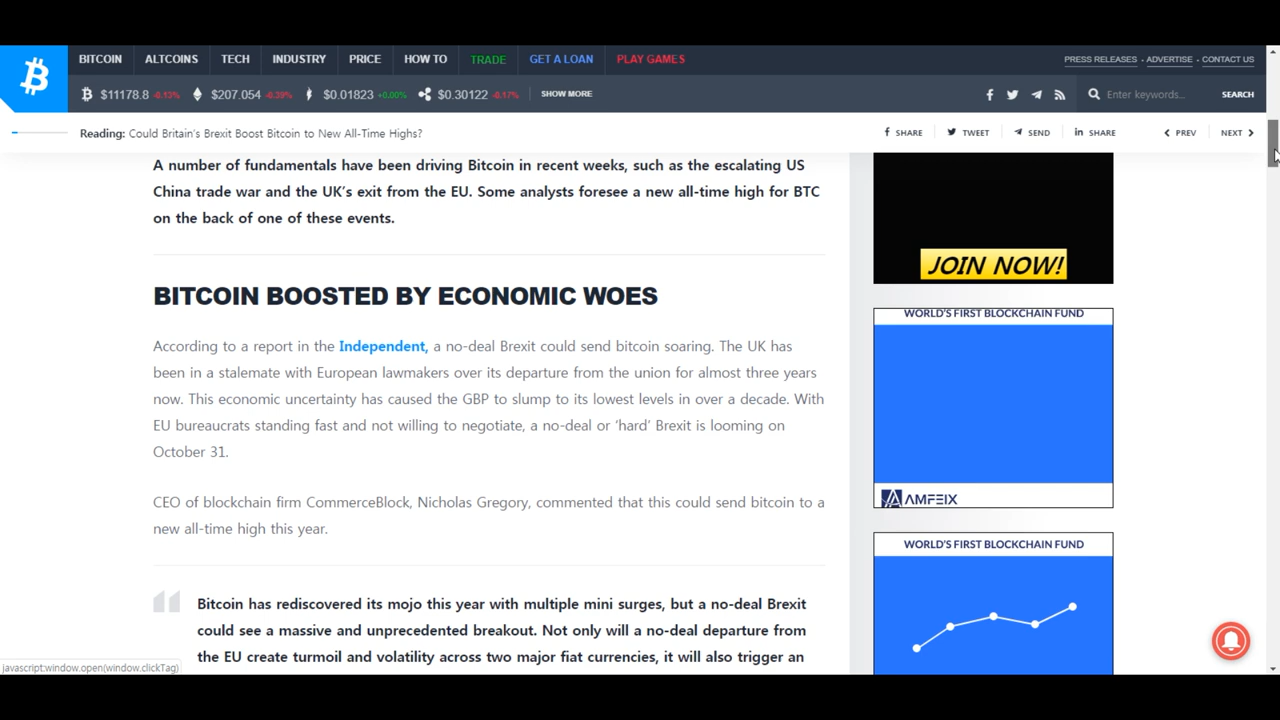 BITCOIN ALTCOINS TECH INDUSTRY PRICE HOW TO TRADE GET A LOAN PLAY GAMES PRESS RELEASES - ADVERTISE - CONTACT US
$11178.8 -0.13% $207.054 -0.39% $0.01823 +0.00% $0.30122 -0.17% SHOW MORE Enter keywords... SEARCH
Reading: Could Britain's Brexit Boost Bitcoin to New All-Time Highs? SHARE TWEET SEND SHARE PREV NEXT
A number of fundamentals have been driving Bitcoin in recent weeks, such as the escalating US
China trade war and the UK's exit from the EU. Some analysts foresee a new all-time high for BTC
on the back of one of these events.
JOIN NOW!
BITCOIN BOOSTED BY ECONOMIC WOES
According to a report in the Independent, a no-deal Brexit could send bitcoin soaring. The UK has
been in a stalemate with European lawmakers over its departure from the union for almost three years
now. This economic uncertainty has caused the GBP to slump to its lowest levels in over a decade. With
EU bureaucrats standing fast and not willing to negotiate, a no-deal or 'hard' Brexit is looming on
October 31.
CEO of blockchain firm CommerceBlock, Nicholas Gregory, commented that this could send bitcoin to a
new all-time high this year.
Bitcoin has rediscovered its mojo this year with multiple mini surges, but a no-deal Brexit
could see a massive and unprecedented breakout. Not only will a no-deal departure from
the EU create turmoil and volatility across two major fiat currencies, it will also trigger an
WORLD'S FIRST BLOCKCHAIN FUND
AMFEIX
WORLD'S FIRST BLOCKCHAIN FUND
javascript:window.open(window.clickTag)